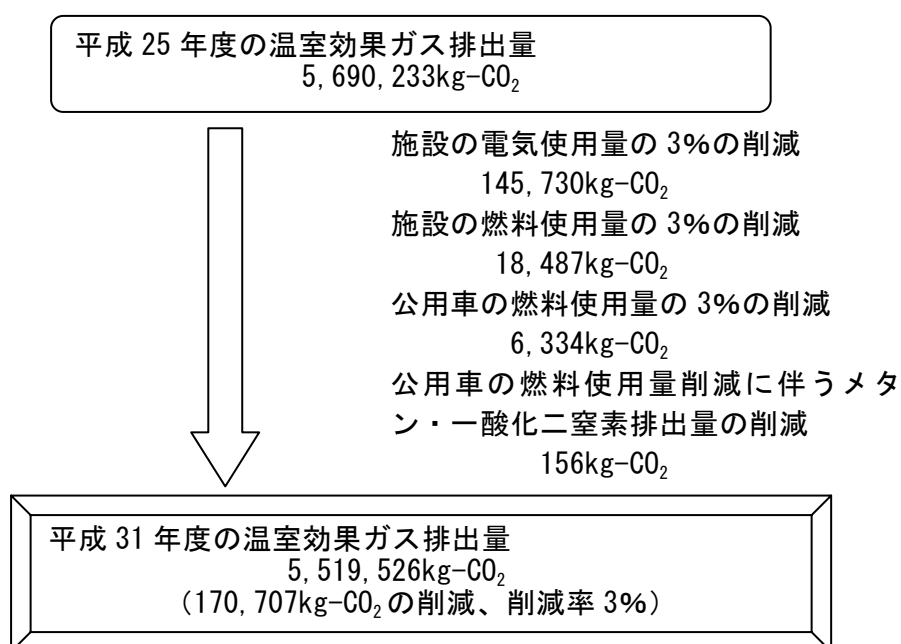 平成 25 年度の温室効果ガス排出量
5,690,233kg-CO₂
施設の電気使用量の 3%の削減
145,730kg-CO₂
施設の燃料使用量の 3%の削減
18,487kg-CO₂
公用車の燃料使用量の 3%の削減
6,334kg-CO₂
公用車の燃料使用量削減に伴うメタ
ン・一酸化二窒素排出量の削減
156kg-CO₂
平成 31 年度の温室効果ガス排出量
5,519,526kg-CO₂
（170,707kg-CO₂の削減、削減率 3%）